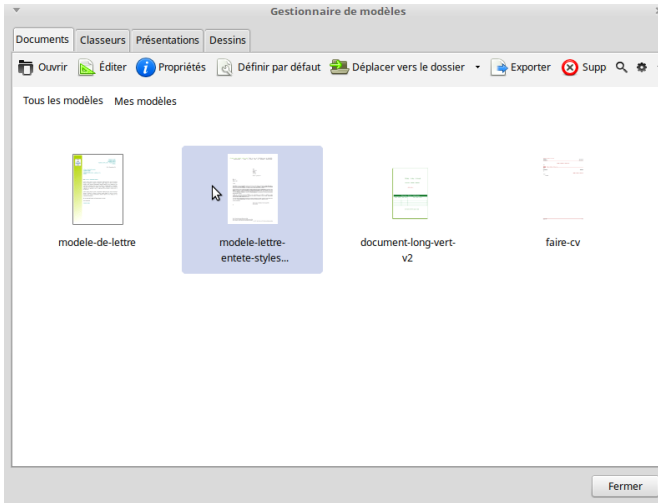 Gestionnaire de modèles
Documents Classeurs Présentations Dessins
Ouvrir Éditer Propriétés Définir par défaut Déplacer vers le dossier Exporter Supp
Tous les modèles Mes modèles
modele-de-lettre modele-lettre- document-long-vert- faire-cv
entete-styles... v2
Fermer